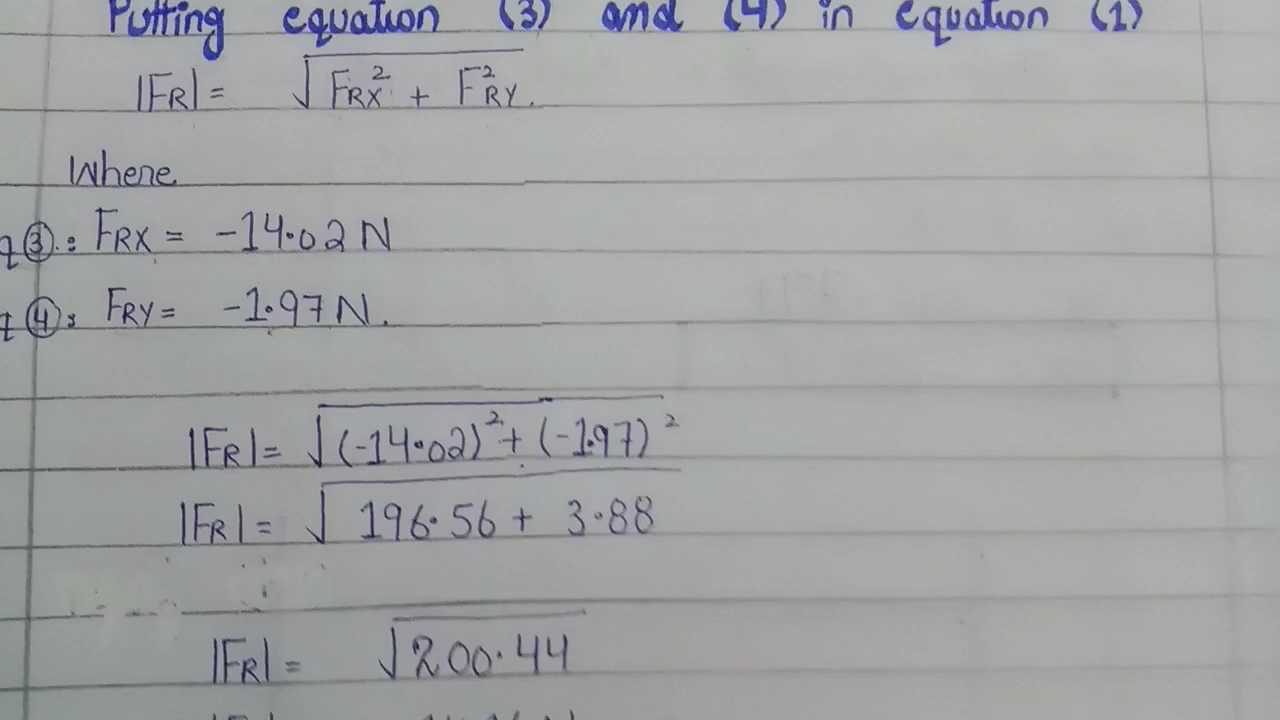 Putting equation (3) and (4) in equation (1)
|FR| = √FRX² + F²RY.
Where
③: FRX = -14.02 N
④: FRY = -1.97 N.
|FR| = √(-14.02)² + (-1.97)²
|FR| = √196.56 + 3.88
|FR| = √200.44